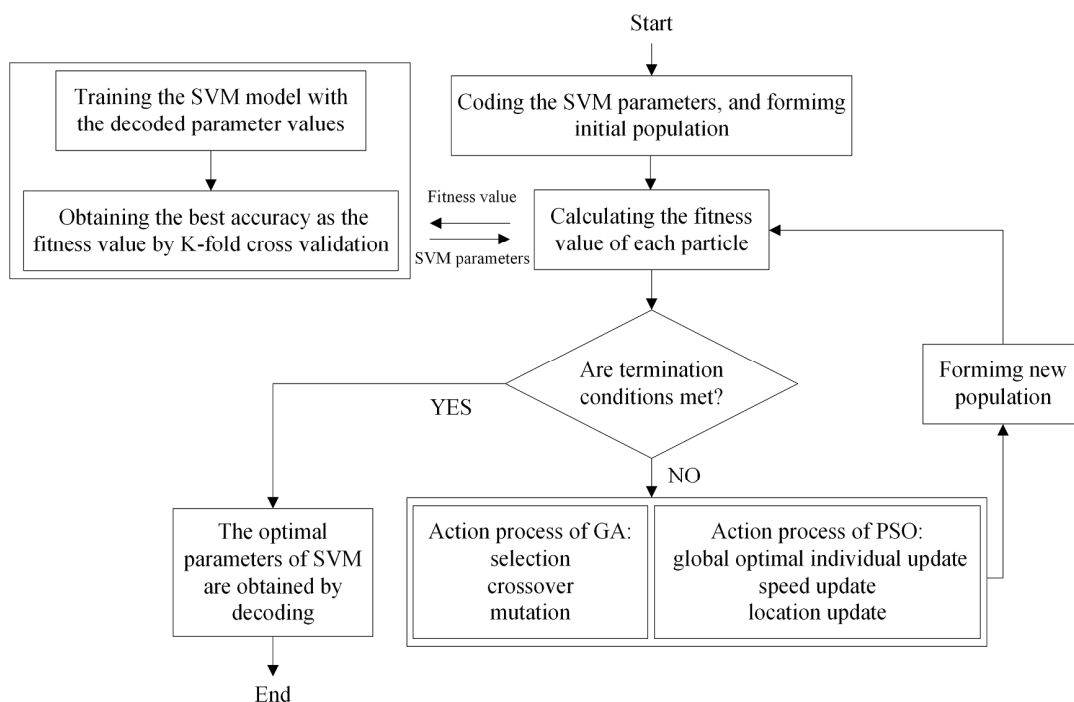 Start
Training the SVM model with
the decoded parameter values
Coding the SVM parameters, and formimg
initial population
Obtaining the best accuracy as the
fitness value by K-fold cross validation
Fitness value
SVM parameters
Calculating the fitness
value of each particle
Are termination
conditions met?
Formimg new
population
YES
NO
The optimal
parameters of SVM
are obtained by
decoding
Action process of GA:
selection
crossover
mutation
Action process of PSO:
global optimal individual update
speed update
location update
End